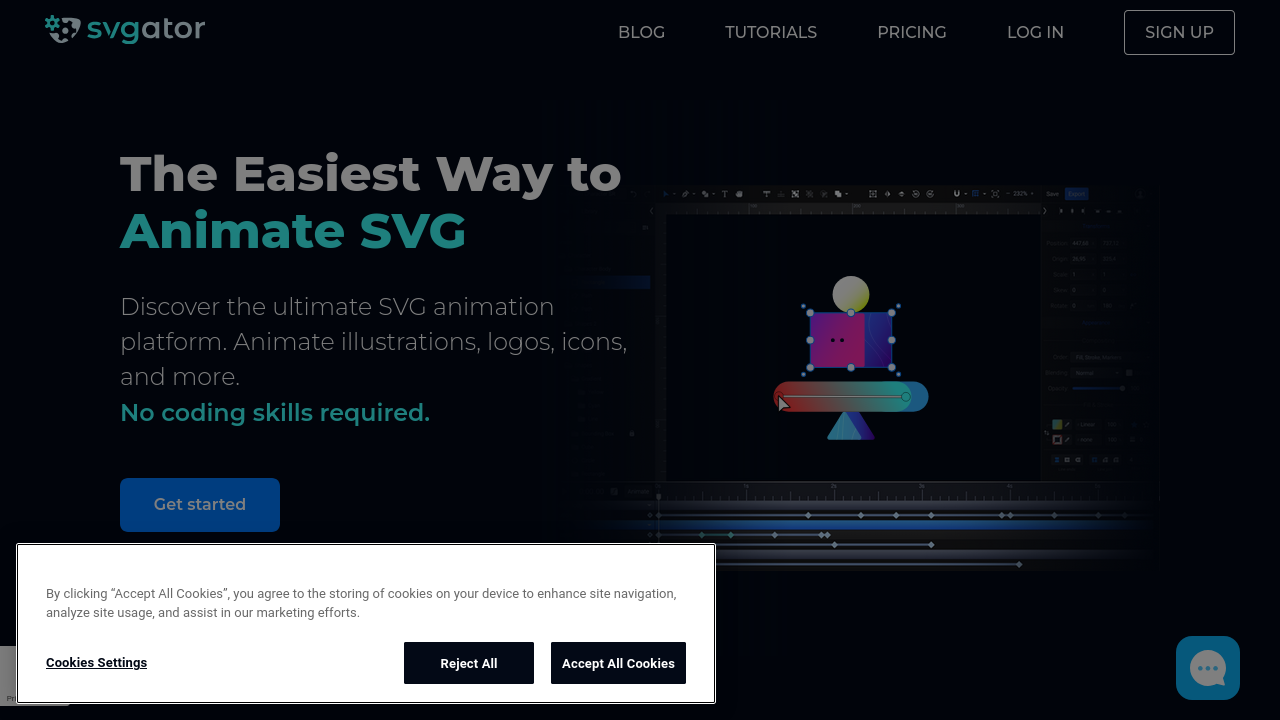 svgator
BLOG
TUTORIALS
PRICING
LOG IN
SIGN UP
The Easiest Way to
Animate SVG
Discover the ultimate SVG animation
platform. Animate illustrations, logos, icons,
and more.
No coding skills required.
Get started
232%
Save
Export
By clicking “Accept All Cookies”, you agree to the storing of cookies on your device to enhance site navigation,
analyze site usage, and assist in our marketing efforts.
Cookies Settings
Reject All
Accept All Cookies